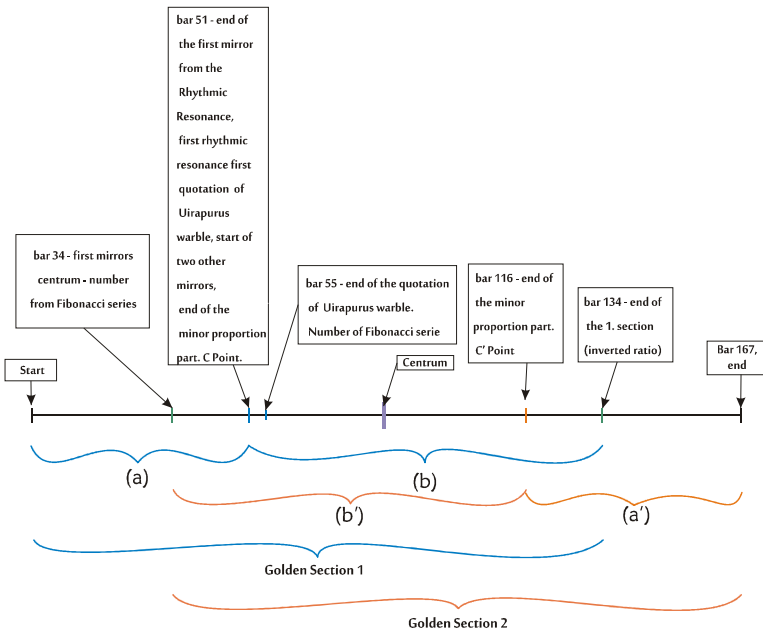 bar 51 - end of
the first mirror
from the
Rhythmic
Resonance,
first rhythmic
resonance first
quotation of
Uirapurus
warble, start of
two other
mirrors,
end of the
minor proportion
part. C Point.
bar 34 - first mirrors
centrum - number
from Fibonacci series
bar 55 - end of the quotation
of Uirapurus warble.
Number of Fibonacci serie
bar 116 - end of
the minor
proportion part.
C' Point
bar 134 - end of
the 1. section
(inverted ratio)
Start
Centrum
Bar 167,
end
(a)
(b)
(b')
(a')
Golden Section 1
Golden Section 2